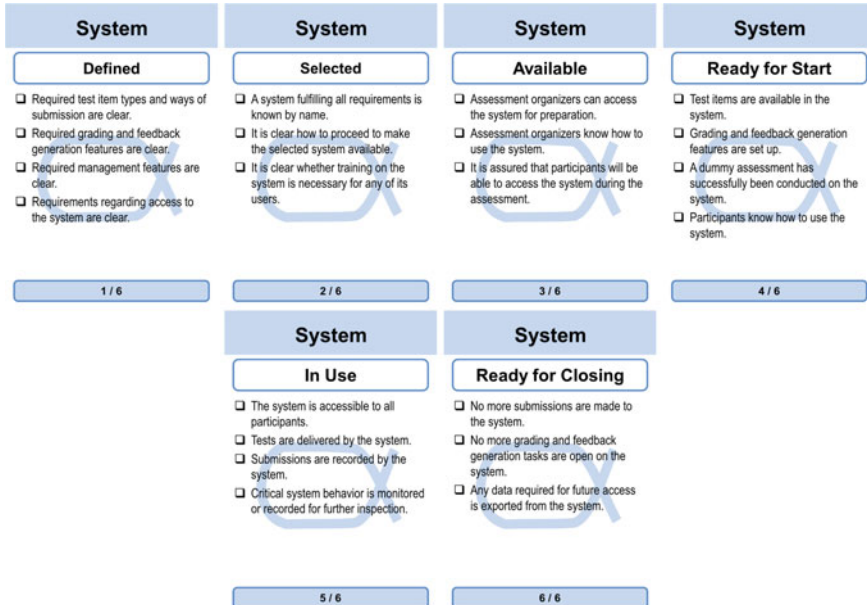 System
Defined
❑ Required test item types and ways of
submission are clear.
❑ Required grading and feedback
generation features are clear.
❑ Required management features are
clear.
❑ Requirements regarding access to
the system are clear.
1 / 6
System
Selected
❑ A system fulfilling all requirements is
known by name.
❑ It is clear how to proceed to make
the selected system available.
❑ It is clear whether training on the
system is necessary for any of its
users.
2 / 6
System
Available
❑ Assessment organizers can access
the system for preparation.
❑ Assessment organizers know how to
use the system.
❑ It is assured that participants will be
able to access the system during the
assessment.
3 / 6
System
Ready for Start
❑ Test items are available in the
system.
❑ Grading and feedback generation
features are set up.
❑ A dummy assessment has
successfully been conducted on the
system.
❑ Participants know how to use the
system.
4 / 6
System
In Use
❑ The system is accessible to all
participants.
❑ Tests are delivered by the system.
❑ Submissions are recorded by the
system.
❑ Critical system behavior is monitored
or recorded for further inspection.
5 / 6
System
Ready for Closing
❑ No more submissions are made to
the system.
❑ No more grading and feedback
generation tasks are open on the
system.
❑ Any data required for future access
is exported from the system.
6 / 6